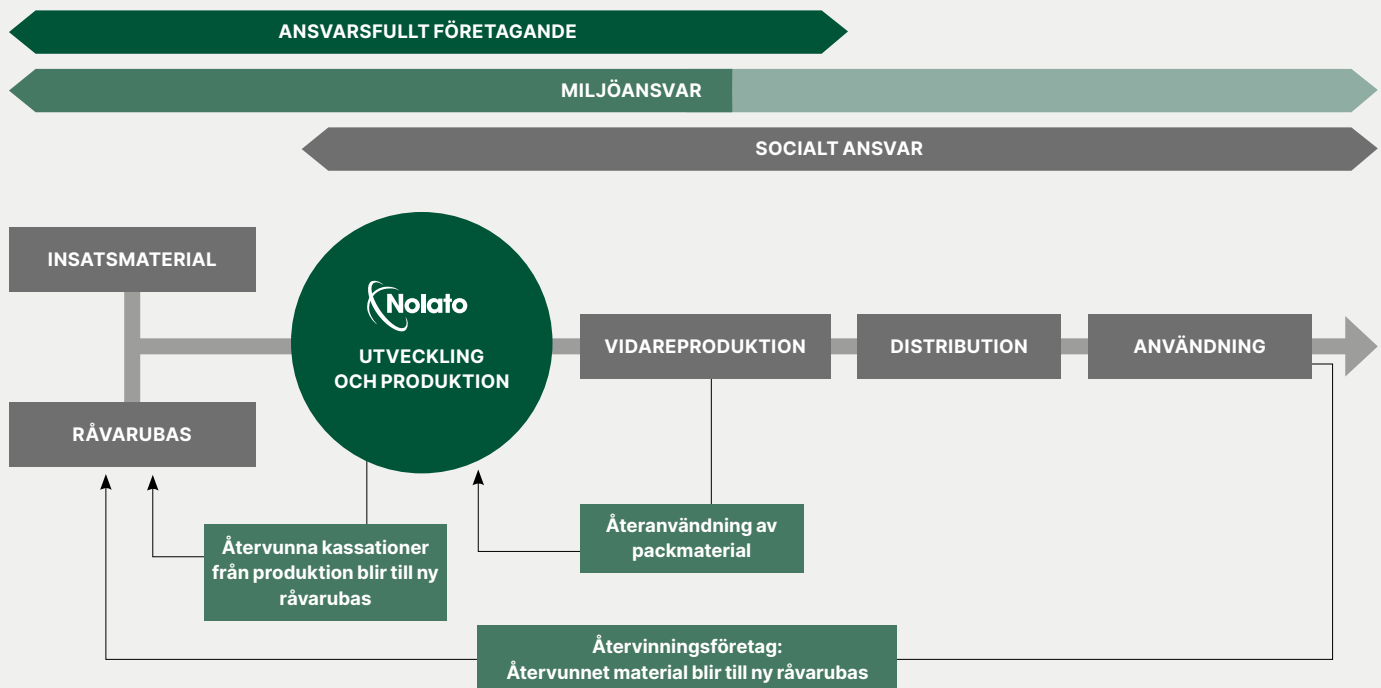 ANSVARSFULLT FÖRETAGANDE
MILJÖANSVAR
SOCIALT ANSVAR
INSATSMATERIAL
Nolato
UTVECKLING
OCH PRODUKTION
VIDAREPRODUKTION
DISTRIBUTION
ANVÄNDNING
RÅVARUBAS
Återvunna kassationer
från produktion blir till ny
råvarubas
Återanvändning av
packmaterial
Återvinningsföretag:
Återvunnet material blir till ny råvarubas